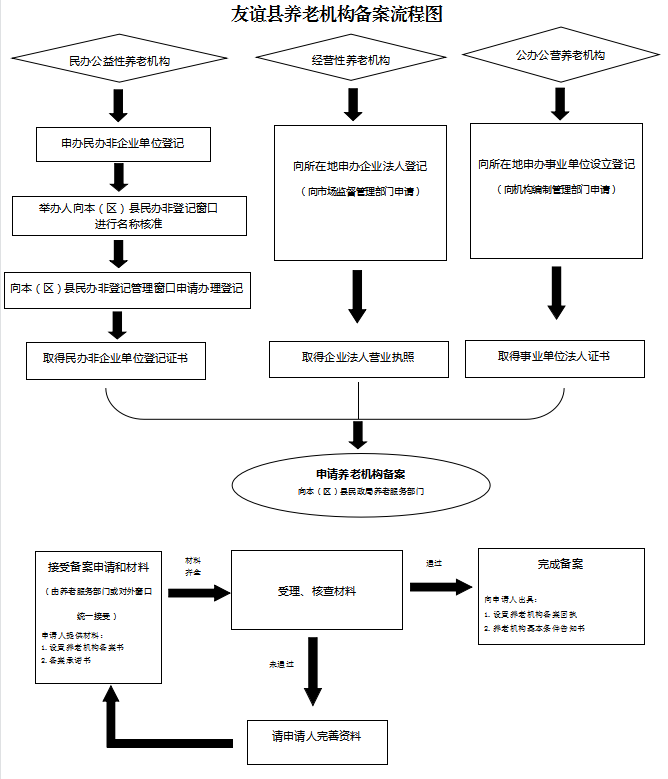 友谊县养老机构备案流程图
民办公益性养老机构
经营性养老机构
公办公营养老机构
申办民办非企业单位登记
举办人向本（区）县民办非登记窗口
进行名称核准
向本（区）县民办非登记管理窗口申请办理登记
取得民办非企业单位登记证书
向所在地申办企业法人登记
（向市场监督管理部门申请）
取得企业法人营业执照
向所在地申办事业单位设立登记
（向机构编制管理部门申请）
取得事业单位法人证书
申请养老机构备案
向本（区）县民政局养老服务部门
接受备案申请和材料
（由养老服务部门或对外窗口
统一接受）
申请人提供材料：
1.设置养老机构备案书
2.备案承诺书
材料
齐全
受理、核查材料
通过
完成备案
向申请人出具：
1.设置养老机构备案回执
2.养老机构基本条件告知书
未通过
请申请人完善资料